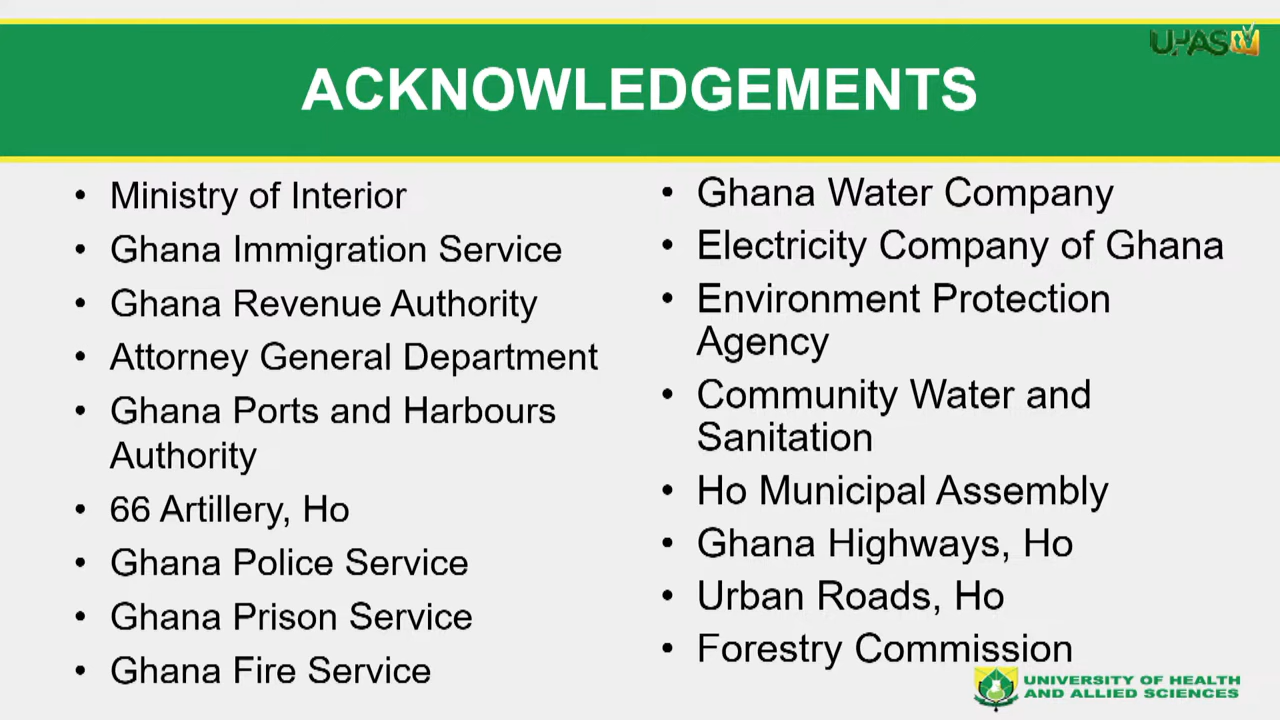 UHAS TV
ACKNOWLEDGEMENTS
• Ministry of Interior
• Ghana Immigration Service
• Ghana Revenue Authority
• Attorney General Department
• Ghana Ports and Harbours
Authority
• 66 Artillery, Ho
• Ghana Police Service
• Ghana Prison Service
• Ghana Fire Service
• Ghana Water Company
• Electricity Company of Ghana
• Environment Protection
Agency
• Community Water and
Sanitation
• Ho Municipal Assembly
• Ghana Highways, Ho
• Urban Roads, Ho
• Forestry Commission
UNIVERSITY OF HEALTH
AND ALLIED SCIENCES